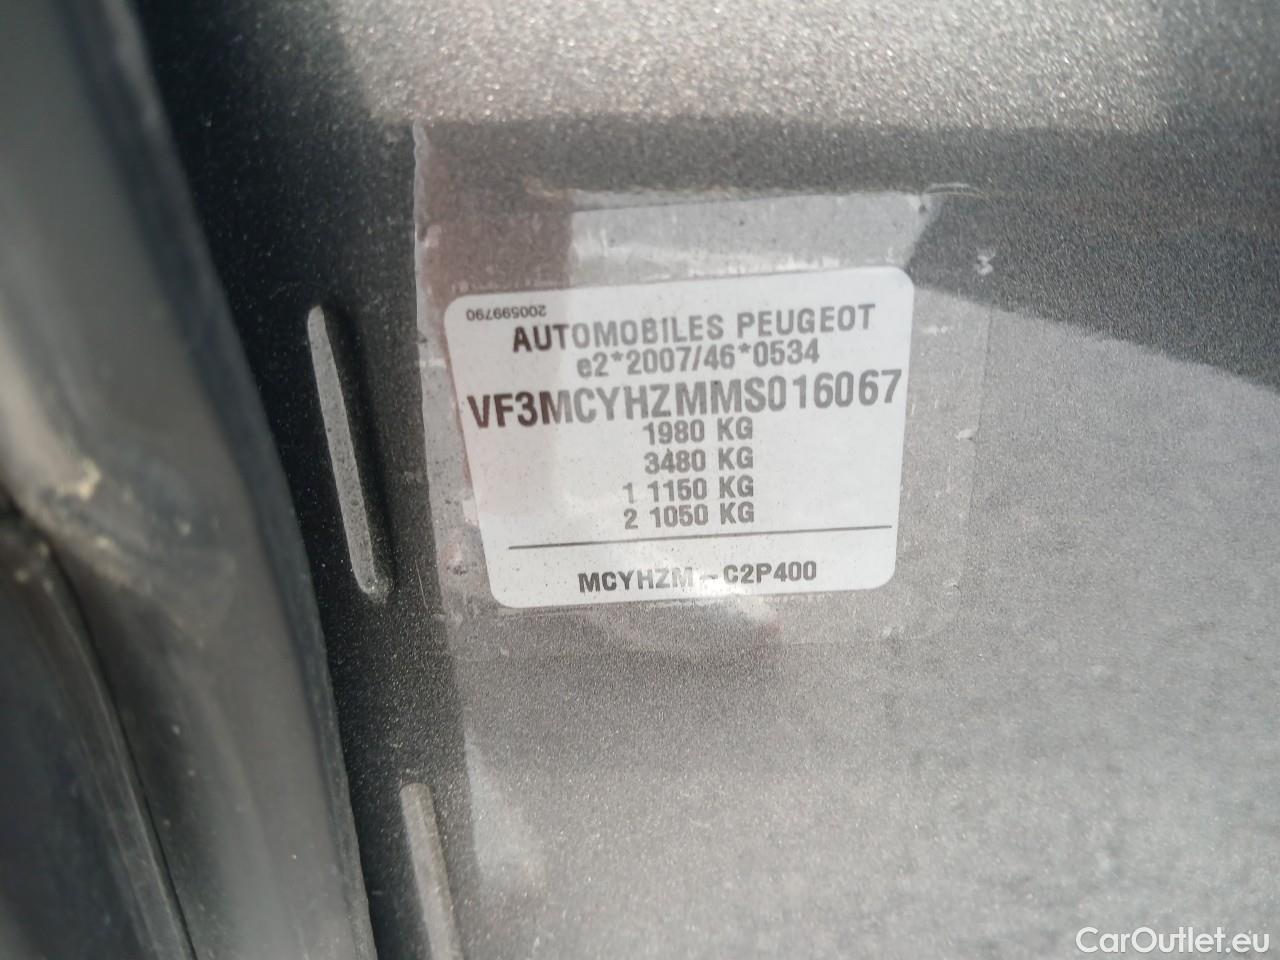 200599790
AUTOMOBILES PEUGEOT
e2*2007/46*0534
VF3MCYHZMMS016067
1980 KG
3480 KG
1 1150 KG
2 1050 KG
MCYHZM - C2P400
CarOutlet.eu